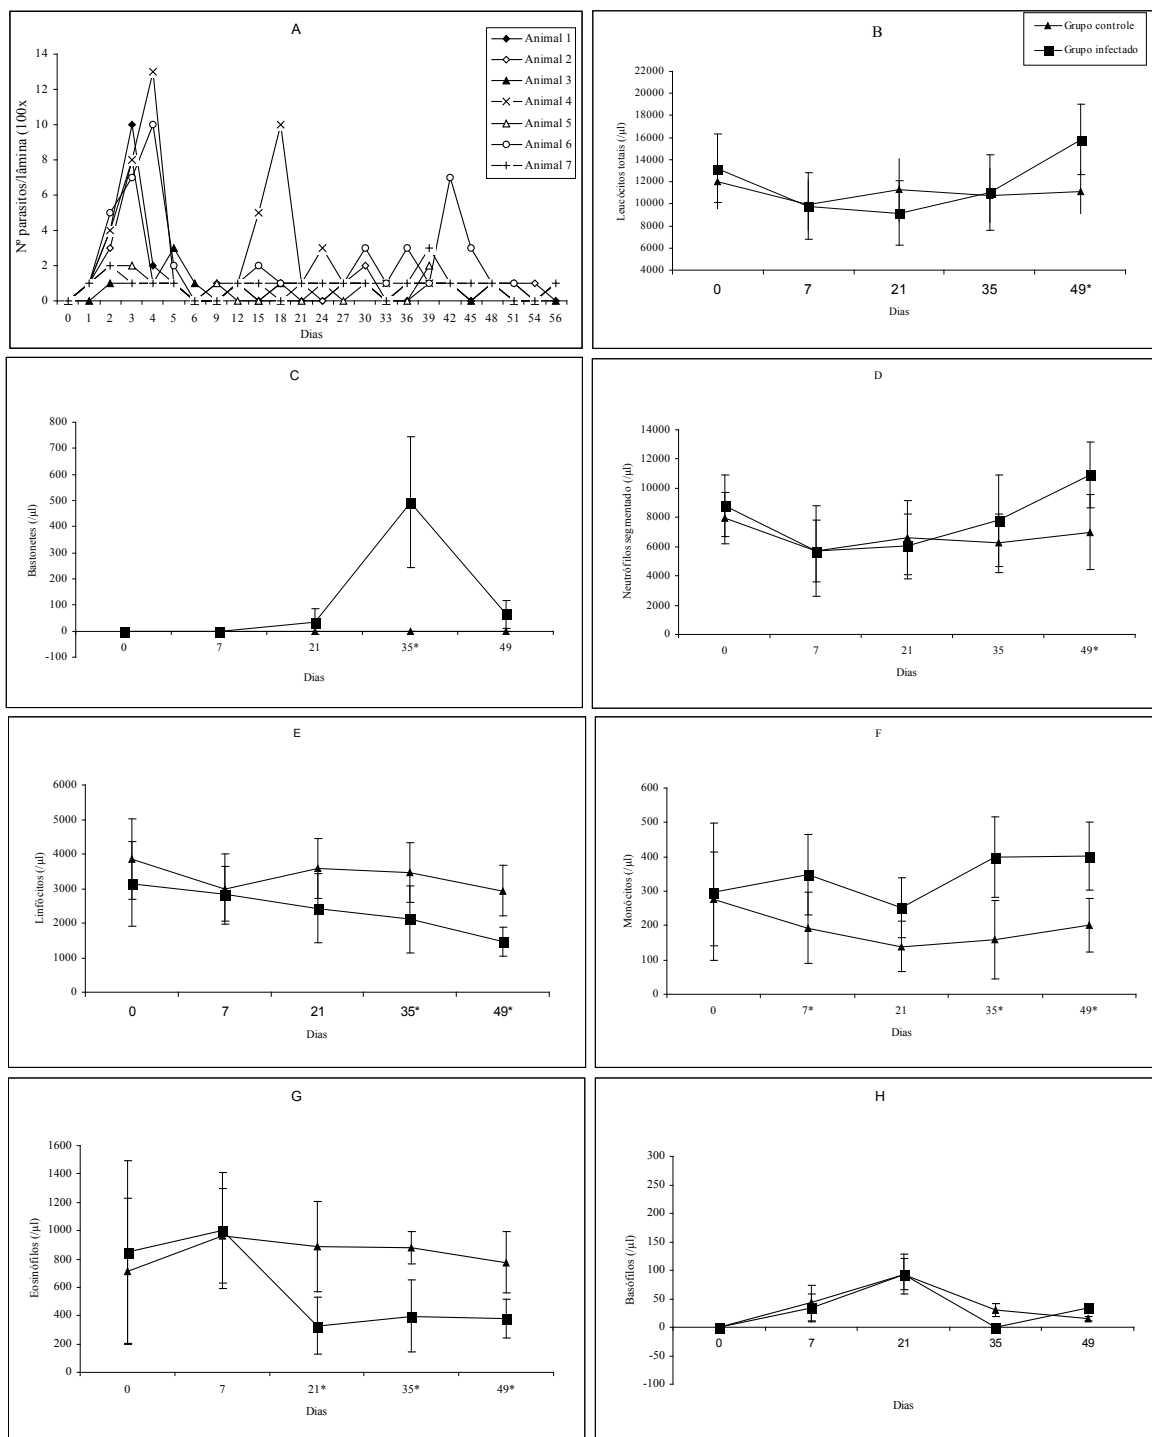 A
Nº parasitos/lâmina (100x
14
12
10
8
6
4
2
0
0 1 2 3 4 5 6 9 12 15 18 21 24 27 30 33 36 39 42 45 48 51 54 56
Dias
Animal 1
Animal 2
Animal 3
Animal 4
Animal 5
Animal 6
Animal 7
B
Grupo controle
Grupo infectado
Leucócitos totais (/µl)
22000
20000
18000
16000
14000
12000
10000
8000
6000
4000
0 7 21 35 49*
Dias
C
Bastonetes (/µl)
800
700
600
500
400
300
200
100
0
-100
0 7 21 35* 49
Dias
D
Neutrófilos segmentado (/µl)
14000
12000
10000
8000
6000
4000
2000
0
0 7 21 35 49*
Dias
E
Linfócitos (/µl)
6000
5000
4000
3000
2000
1000
0
0 7 21 35* 49*
Dias
F
Monócitos (/µl)
600
500
400
300
200
100
0
0 7* 21 35* 49*
Dias
G
Eosinófilos (/µl)
1600
1400
1200
1000
800
600
400
200
0
0 7 21* 35* 49*
Dias
H
Basófilos (/µl)
300
250
200
150
100
50
0
-50
-100
0 7 21 35 49
Dias